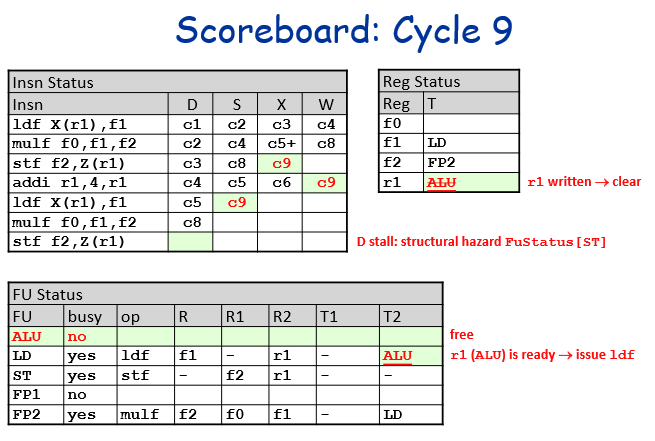 Scoreboard: Cycle 9
Insn Status
Insn D S X W
ldf X(r1),f1 c1 c2 c3 c4
mulf f0,f1,f2 c2 c4 c5+ c8
stf f2,Z(r1) c3 c8 c9
addi r1,4,r1 c4 c5 c6 c9
ldf X(r1),f1 c5 c9
mulf f0,f1,f2 c8
stf f2,Z(r1)
Reg Status
Reg T
f0
f1 LD
f2 FP2
r1 ALU
r1 written → clear
D stall: structural hazard FuStatus[ST]
FU Status
FU busy op R R1 R2 T1 T2
ALU no
LD yes ldf f1 - r1 - ALU
ST yes stf - f2 r1 - -
FP1 no
FP2 yes mulf f2 f0 f1 - LD
free
r1 (ALU) is ready → issue ldf